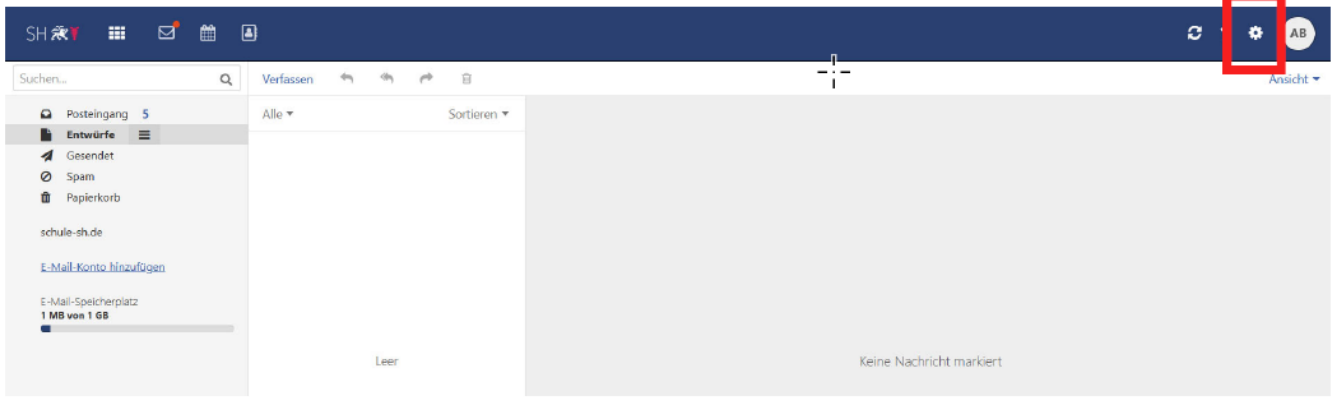 SH
AB
Suchen...
Verfassen
Ansicht
Posteingang 5
Entwürfe
Gesendet
Spam
Papierkorb
schule-sh.de
E-Mail-Konto hinzufügen
E-Mail-Speicherplatz
1 MB von 1 GB
Alle
Sortieren
Leer
Keine Nachricht markiert